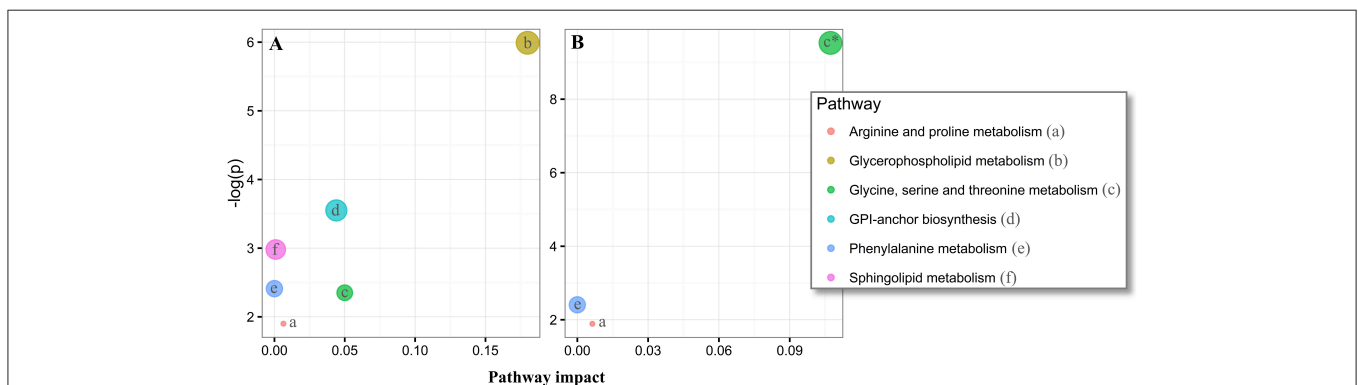 A
B
-log(p)
6
5
4
3
2
b
d
f
e
c
a
0.00
0.05
0.10
0.15
8
6
4
2
c*
e
a
0.00
0.03
0.06
0.09
Pathway
Arginine and proline metabolism (a)
Glycerophospholipid metabolism (b)
Glycine, serine and threonine metabolism (c)
GPI-anchor biosynthesis (d)
Phenylalanine metabolism (e)
Sphingolipid metabolism (f)
Pathway impact